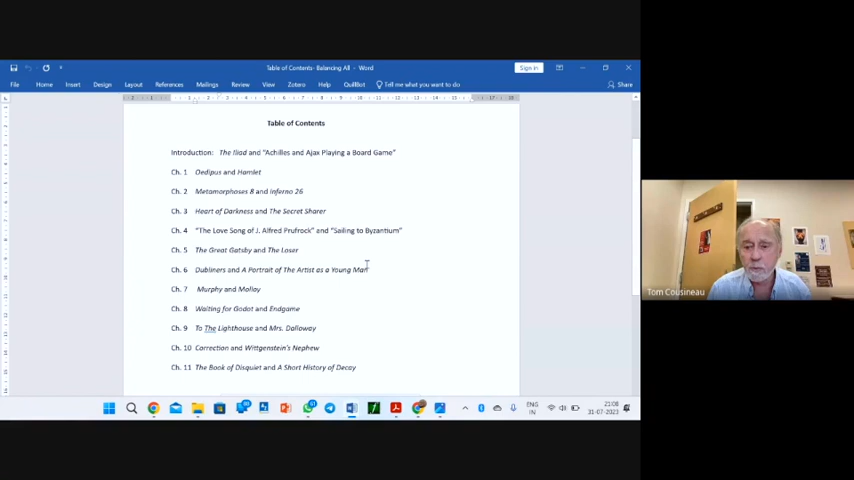 Table of Contents- Balancing All - Word
Sign in
File Home Insert Design Layout References Mailings Review View Zotero Help QuillBot Tell me what you want to do Share
Table of Contents
Introduction: The Iliad and "Achilles and Ajax Playing a Board Game"
Ch. 1 Oedipus and Hamlet
Ch. 2 Metamorphoses 8 and Inferno 26
Ch. 3 Heart of Darkness and The Secret Sharer
Ch. 4 "The Love Song of J. Alfred Prufrock" and "Sailing to Byzantium"
Ch. 5 The Great Gatsby and The Loser
Ch. 6 Dubliners and A Portrait of The Artist as a Young Man
Ch. 7 Murphy and Molloy
Ch. 8 Waiting for Godot and Endgame
Ch. 9 To The Lighthouse and Mrs. Dalloway
Ch. 10 Correction and Wittgenstein's Nephew
Ch. 11 The Book of Disquiet and A Short History of Decay
Tom Cousineau
ENG
IN
21:08